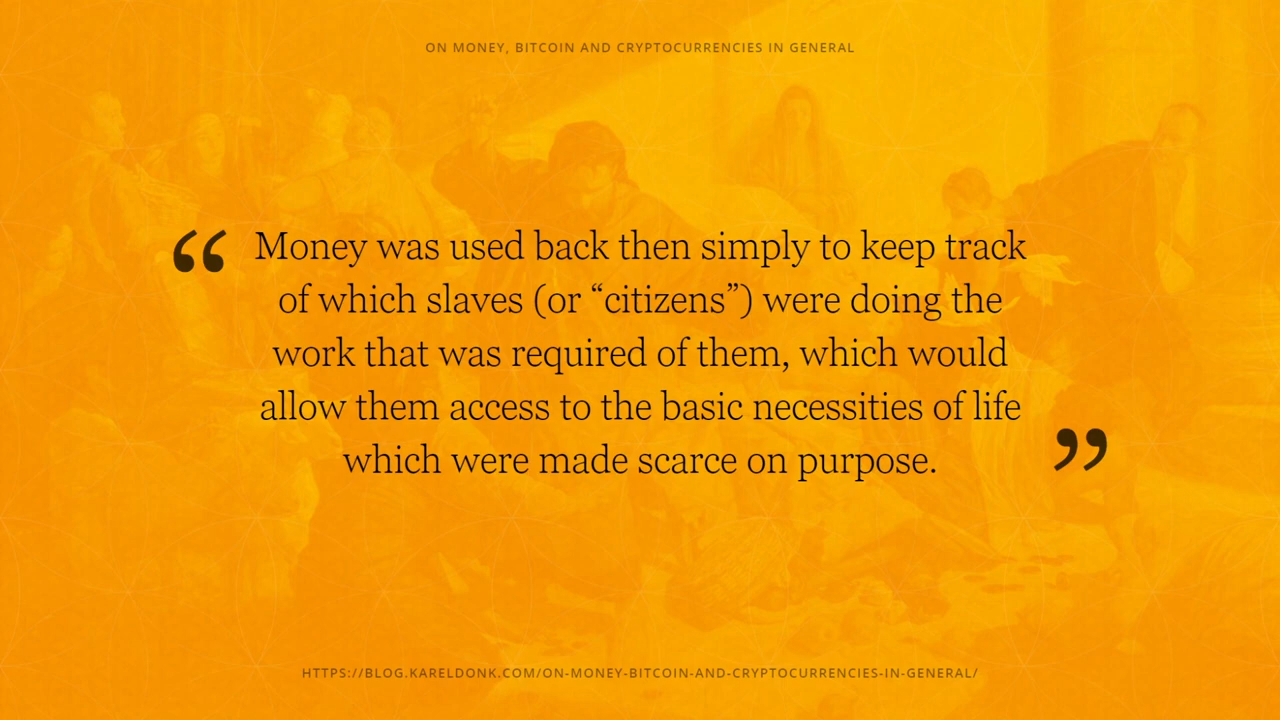 ON MONEY, BITCOIN AND CRYPTOCURRENCIES IN GENERAL
“Money was used back then simply to keep track
of which slaves (or “citizens”) were doing the
work that was required of them, which would
allow them access to the basic necessities of life
which were made scarce on purpose.”
HTTPS://BLOG.KARELDONK.COM/ON-MONEY-BITCOIN-AND-CRYPTOCURRENCIES-IN-GENERAL/